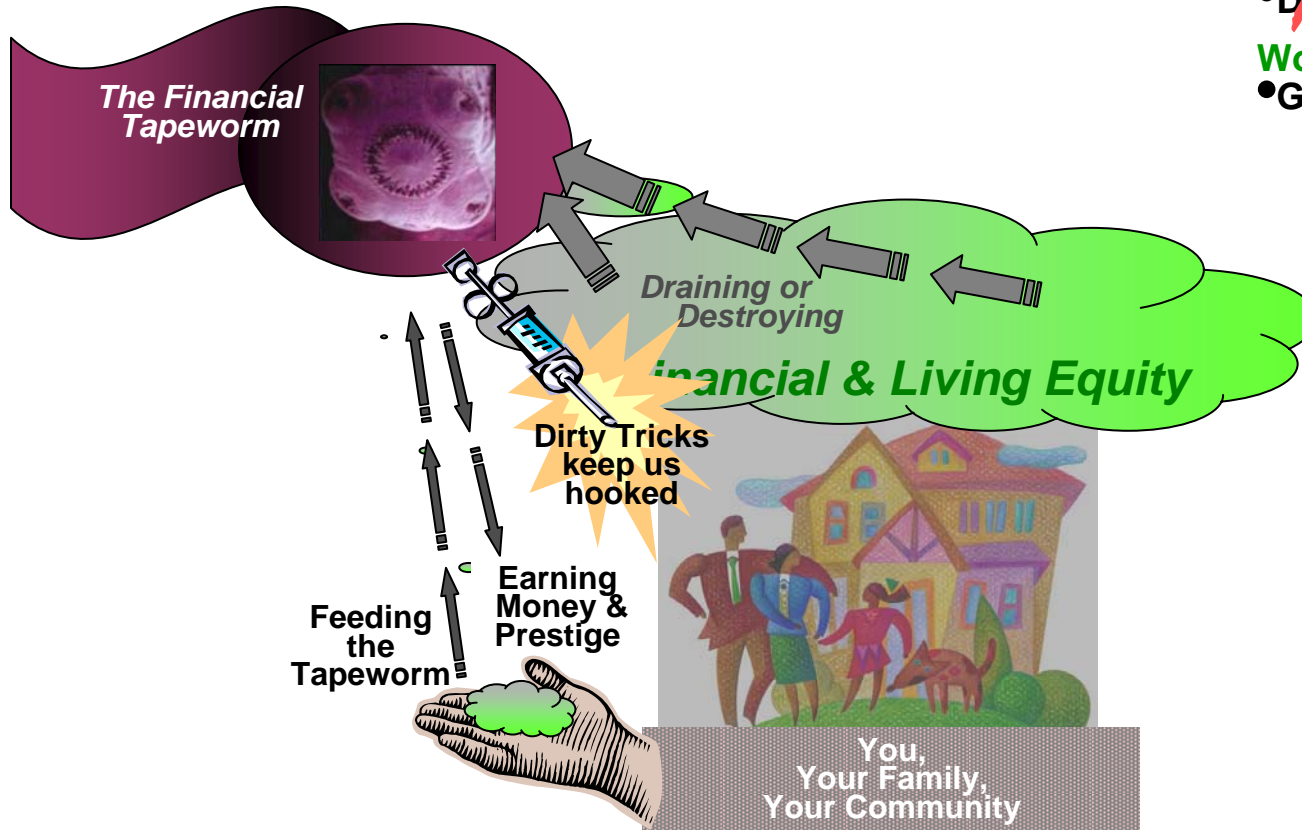 The Financial
Tapeworm
Draining or
Destroying
inancial & Living Equity
Dirty Tricks
keep us
hooked
Earning
Money &
Prestige
Feeding
the
Tapeworm
You,
Your Family,
Your Community